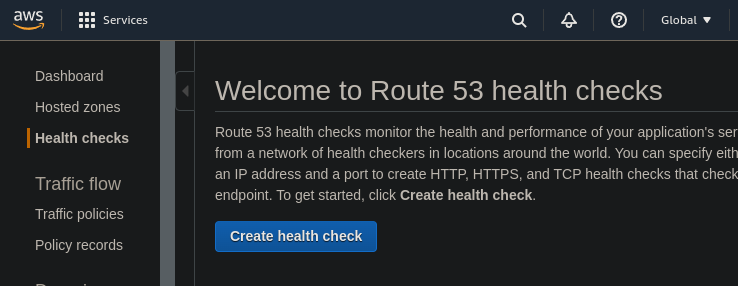 aws Services Global
Dashboard
Hosted zones
Health checks
Traffic flow
Traffic policies
Policy records
Welcome to Route 53 health checks
Route 53 health checks monitor the health and performance of your application's
from a network of health checkers in locations around the world. You can specify
an IP address and a port to create HTTP, HTTPS, and TCP health checks that check
endpoint. To get started, click Create health check.
Create health check